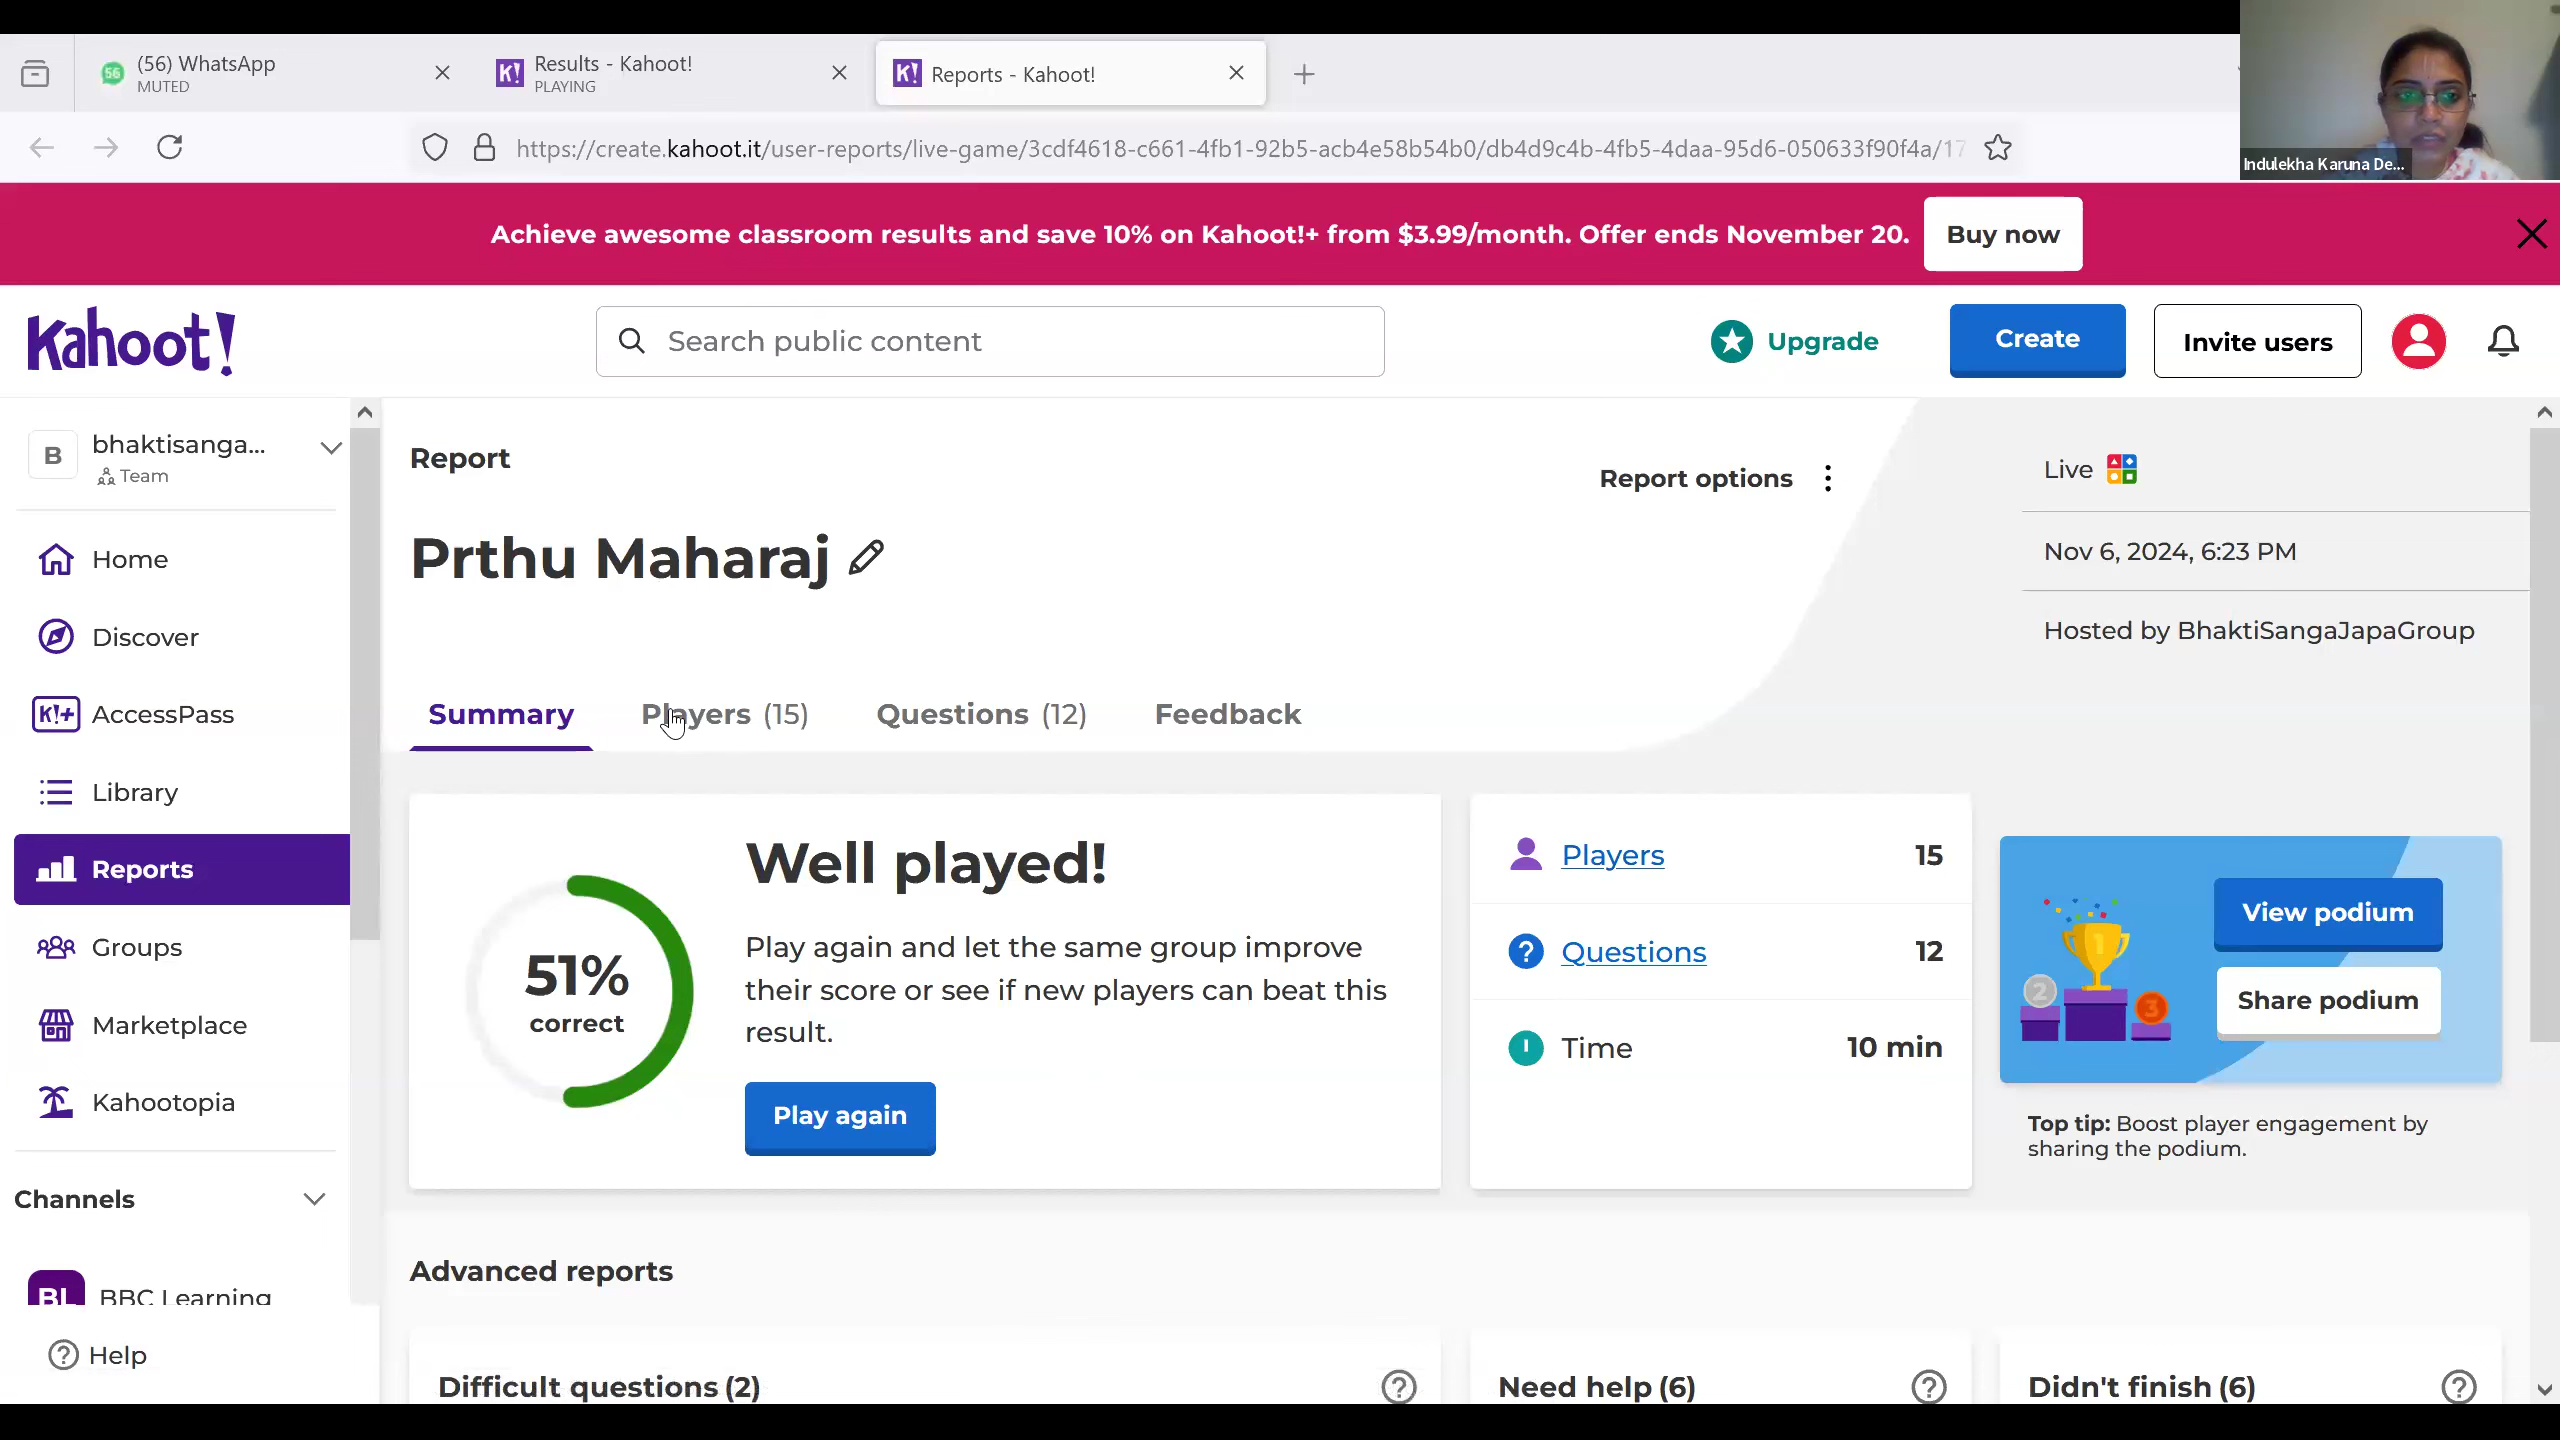 (56) WhatsApp
MUTED
Results - Kahoot!
PLAYING
Reports - Kahoot!
https://create.kahoot.it/user-reports/live-game/3cdf4618-c661-4fb1-92b5-acb4e58b54b0/db4d9c4b-4fb5-4daa-95d6-050633f90f4a/17
Indulekha Karuna De...
Achieve awesome classroom results and save 10% on Kahoot!+ from $3.99/month. Offer ends November 20.
Buy now
Kahoot!
Search public content
Upgrade
Create
Invite users
B
bhaktisanga...
Team
Home
Discover
K!+ AccessPass
Library
Reports
Groups
Marketplace
Kahootopia
Channels
BL BBC Learning
Help
Report
Report options
Prthu Maharaj
Live
Nov 6, 2024, 6:23 PM
Hosted by BhaktiSangaJapaGroup
Summary
Players (15)
Questions (12)
Feedback
51%
correct
Well played!
Play again and let the same group improve
their score or see if new players can beat this
result.
Play again
Players 15
Questions 12
Time 10 min
1
2
3
View podium
Share podium
Top tip: Boost player engagement by
sharing the podium.
Advanced reports
Difficult questions (2)
Need help (6)
Didn't finish (6)